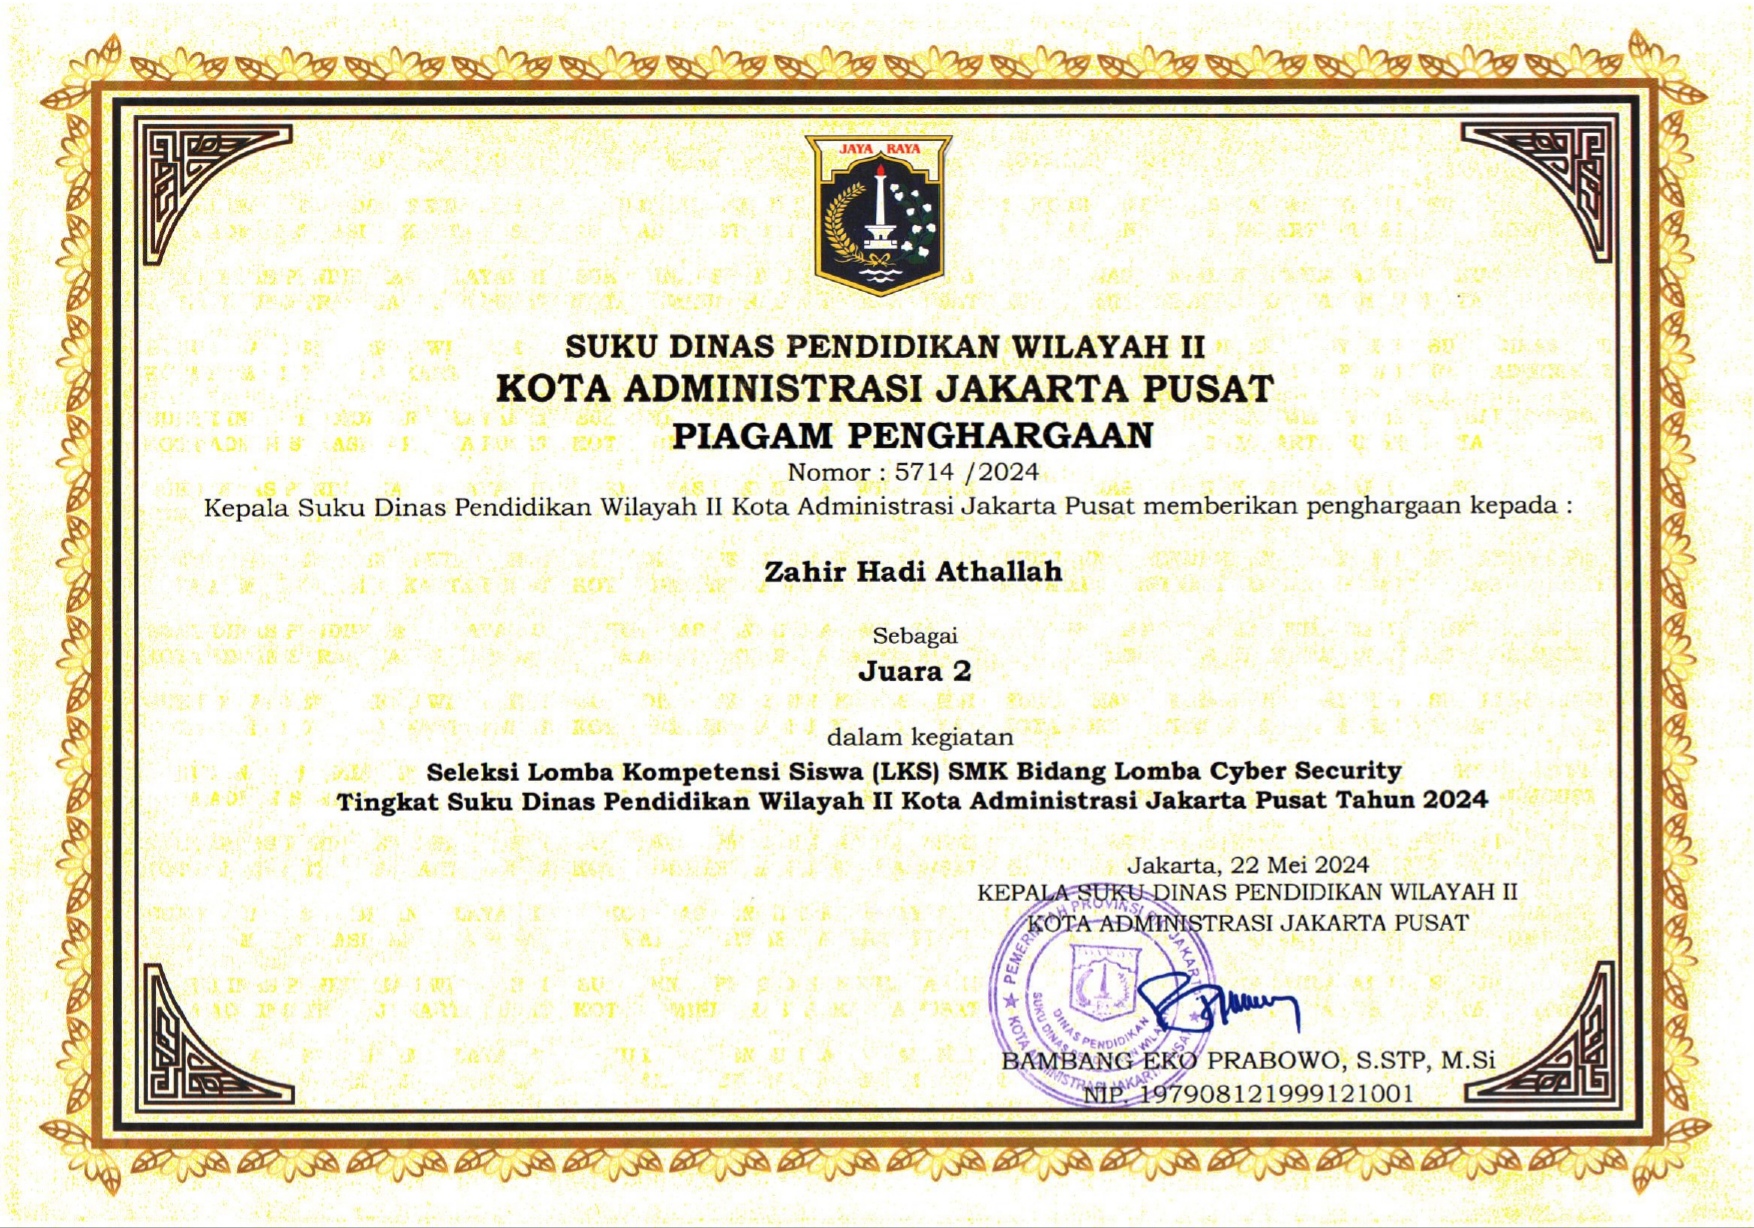 JAYA RAYA
SUKU DINAS PENDIDIKAN WILAYAH II
KOTA ADMINISTRASI JAKARTA PUSAT
PIAGAM PENGHARGAAN
Nomor : 5714 /2024
Kepala Suku Dinas Pendidikan Wilayah II Kota Administrasi Jakarta Pusat memberikan penghargaan kepada :
Zahir Hadi Athallah
Sebagai
Juara 2
dalam kegiatan
Seleksi Lomba Kompetensi Siswa (LKS) SMK Bidang Lomba Cyber Security
Tingkat Suku Dinas Pendidikan Wilayah II Kota Administrasi Jakarta Pusat Tahun 2024
Jakarta, 22 Mei 2024
KEPALA SUKU DINAS PENDIDIKAN WILAYAH II
KOTA ADMINISTRASI JAKARTA PUSAT
PEMERINTAH PROVINSI DKI JAKARTA
DINAS PENDIDIKAN
SUKU DINAS PENDIDIKAN WILAYAH
KOTA ADMINISTRASI JAKARTA PUSAT
BAMBANG EKO PRABOWO, S.STP, M.Si
NIP. 197908121999121001